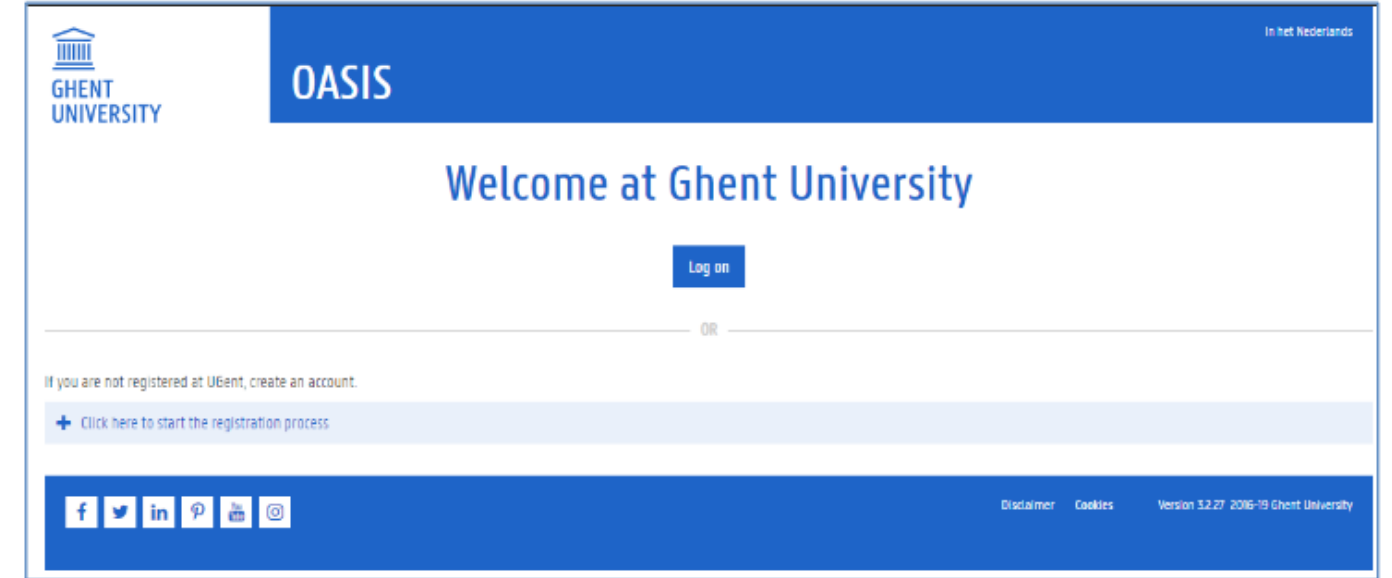 In het Nederlands
GHENT
UNIVERSITY
OASIS
Welcome at Ghent University
Log on
OR
If you are not registered at UGent, create an account.
Click here to start the registration process
Disclaimer Cookies Version 3.2.27 2016-19 Ghent University